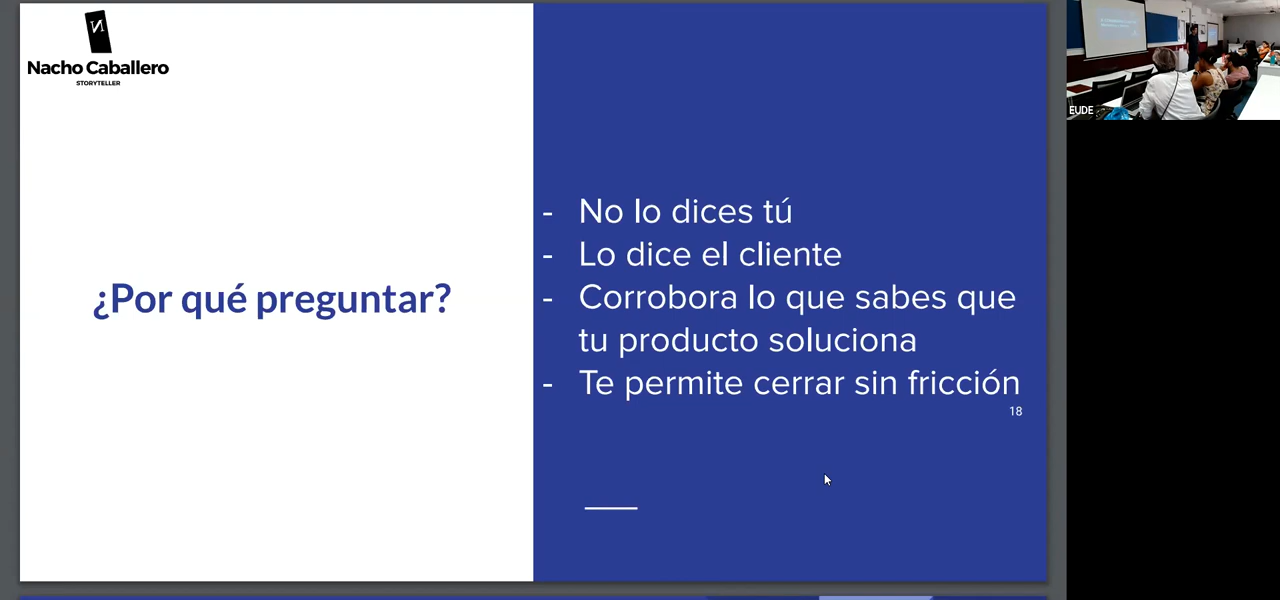 Nacho Caballero
STORYTELLER
¿Por qué preguntar?
- No lo dices tú
- Lo dice el cliente
- Corrobora lo que sabes que
tu producto soluciona
- Te permite cerrar sin fricción
18
EUDE